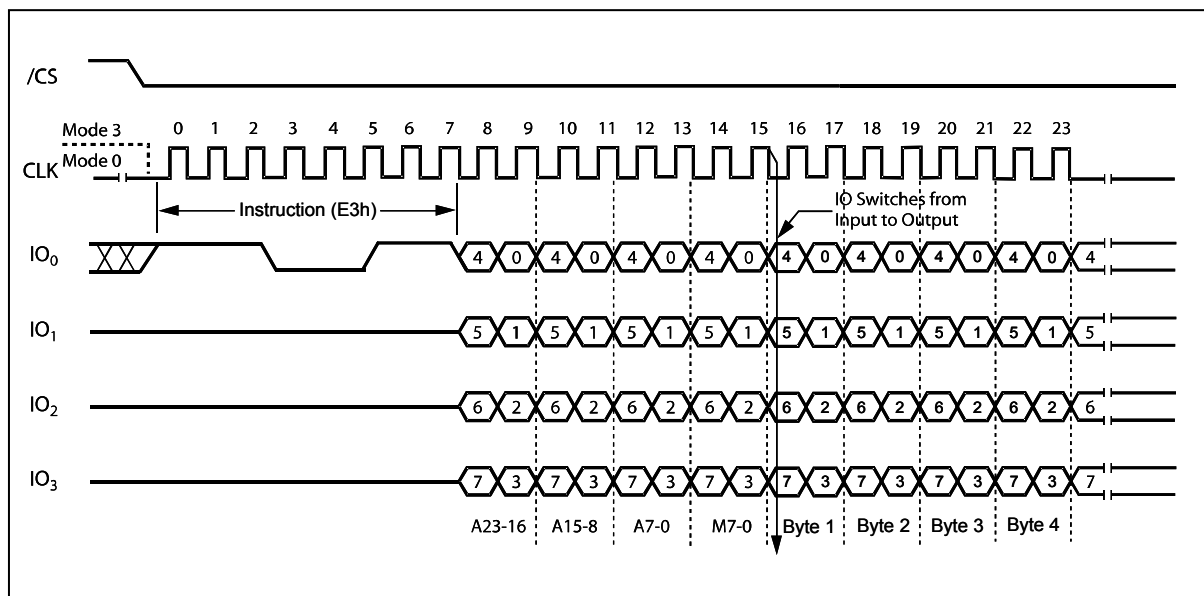 /CS
Mode 3
0 1 2 3 4 5 6 7 8 9 10 11 12 13 14 15 16 17 18 19 20 21 22 23
CLK
Mode 0
Instruction (E3h)
IO Switches from
Input to Output
IO0 4 0 4 0 4 0 4 0 4 0 4 0 4 0 4 0 4
IO1 5 1 5 1 5 1 5 1 5 1 5 1 5 1 5 1 5
IO2 6 2 6 2 6 2 6 2 6 2 6 2 6 2 6 2 6
IO3 7 3 7 3 7 3 7 3 7 3 7 3 7 3 7 3 7
A23-16 A15-8 A7-0 M7-0 Byte 1 Byte 2 Byte 3 Byte 4